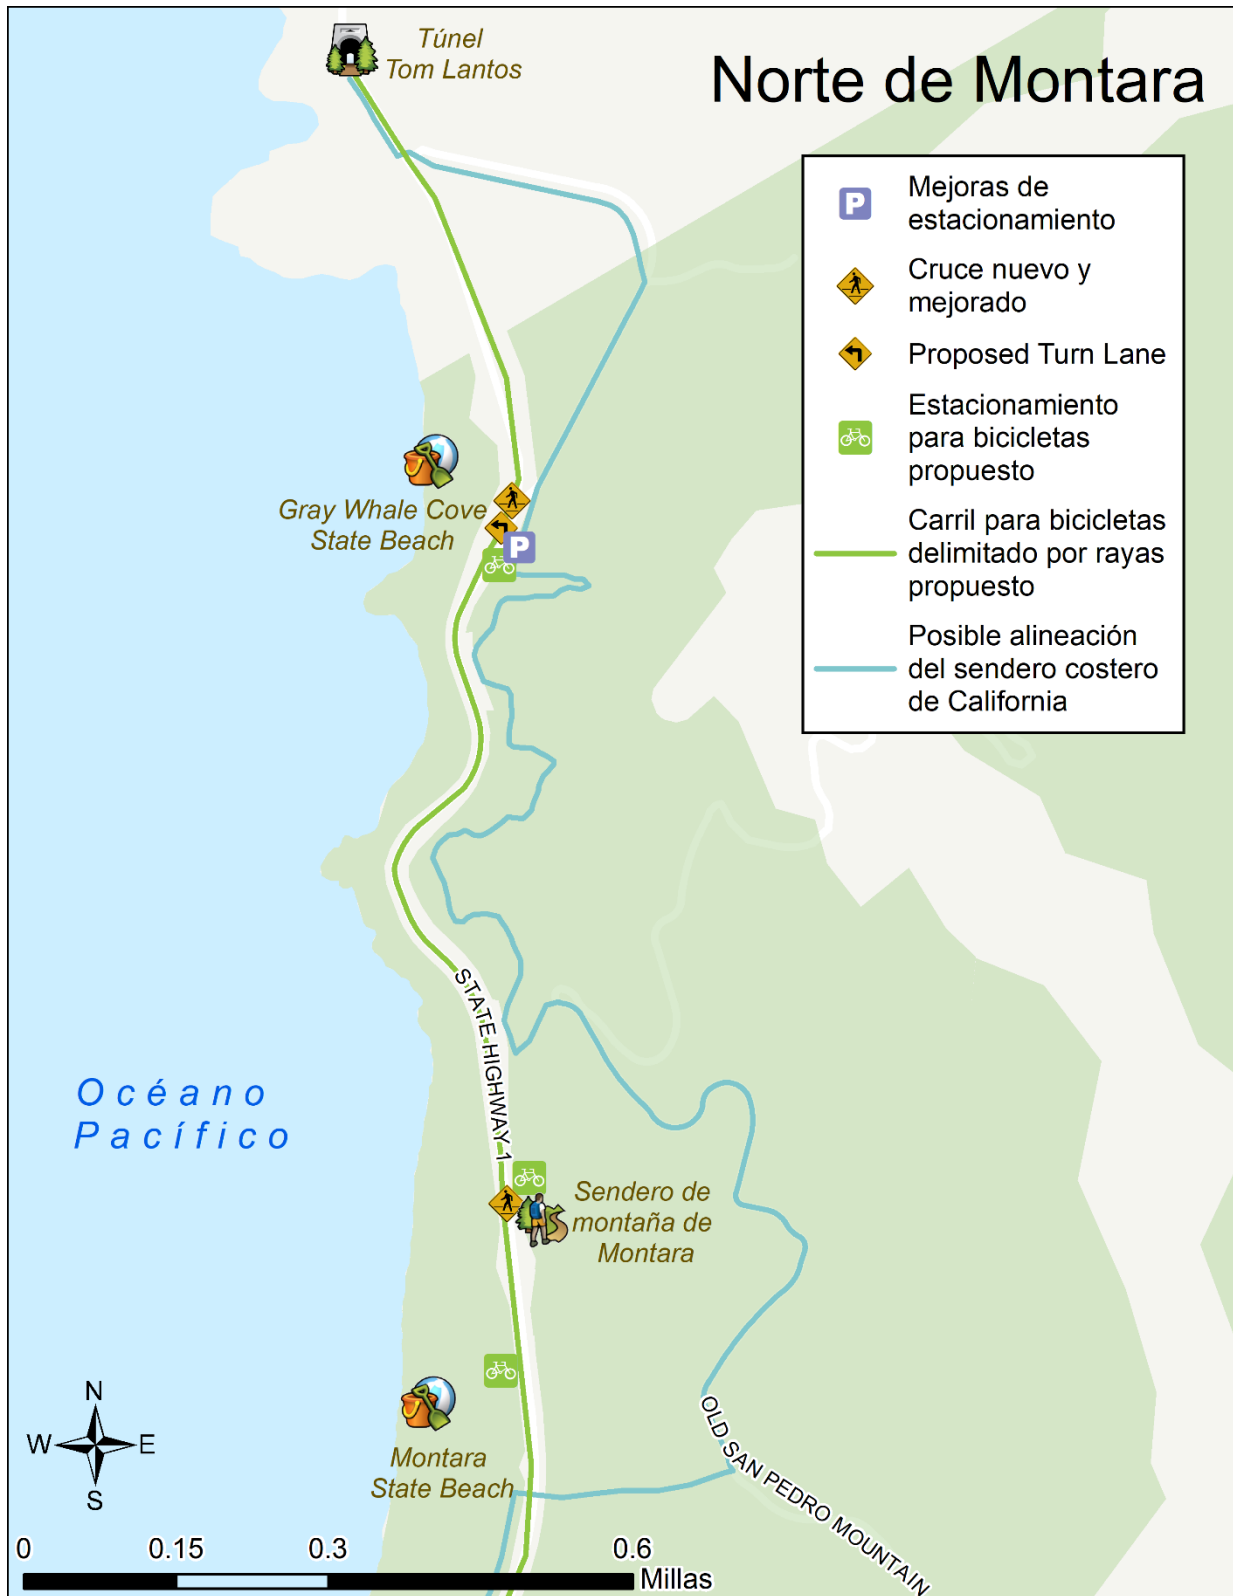 Túnel
Tom Lantos
Norte de Montara
P
Mejoras de
estacionamiento
Cruce nuevo y
mejorado
Proposed Turn Lane
Estacionamiento
para bicicletas
propuesto
Carril para bicicletas
delimitado por rayas
propuesto
Posible alineación
del sendero costero
de California
Gray Whale Cove
State Beach
P
STATE HIGHWAY 1
Océano
Pacífico
Sendero de
montaña de
Montara
Montara
State Beach
OLD SAN PEDRO MOUNTAIN
N
W E
S
0 0.15 0.3 0.6
Millas